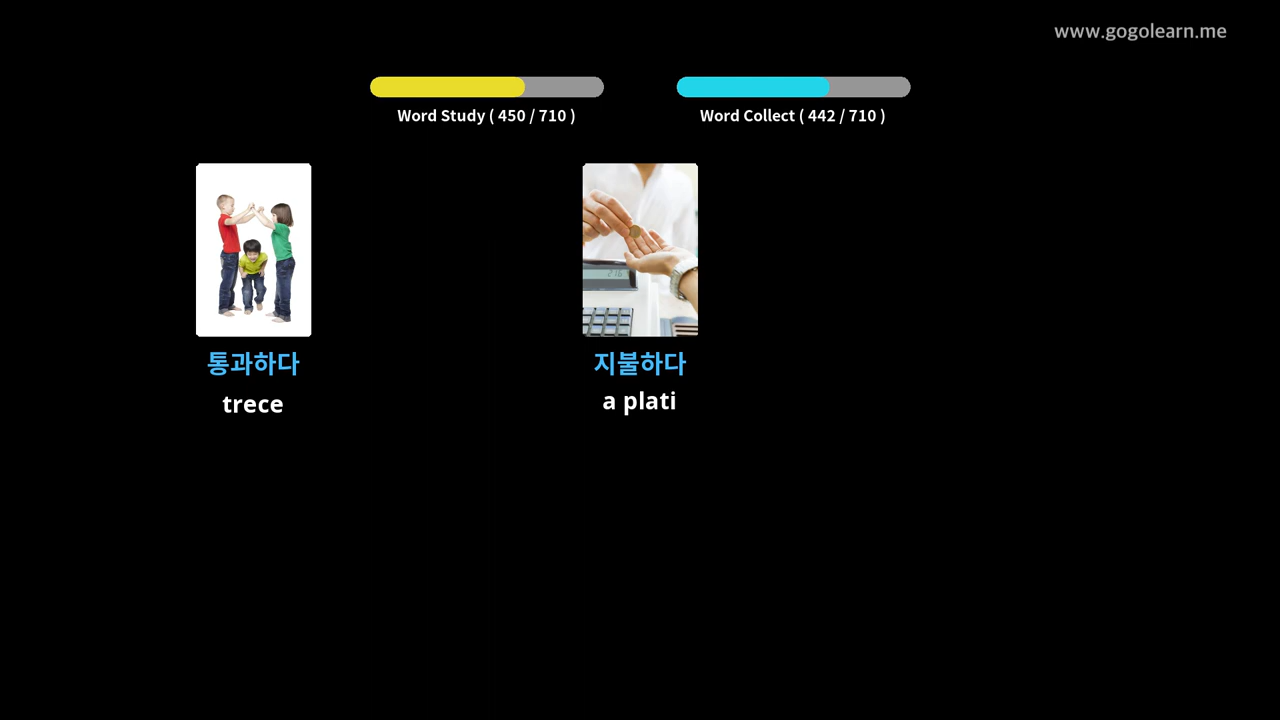 www.gogolearn.me
Word Study ( 450 / 710 )
Word Collect ( 442 / 710 )
통과하다
trece
지불하다
a plati